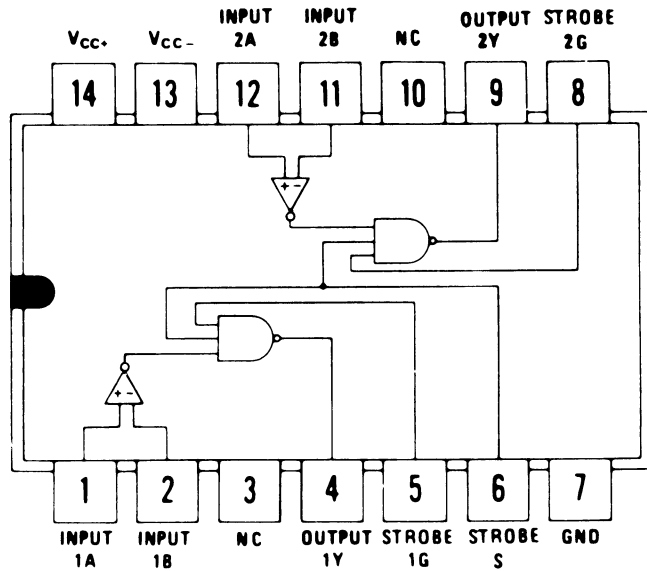 INPUT INPUT OUTPUT STROBE
VCC+ VCC- 2A 2B NC 2Y 2G
14 13 12 11 10 9 8
+ -
+ -
1 2 3 4 5 6 7
INPUT INPUT NC OUTPUT STROBE STROBE GND
1A 1B 1Y 1G S